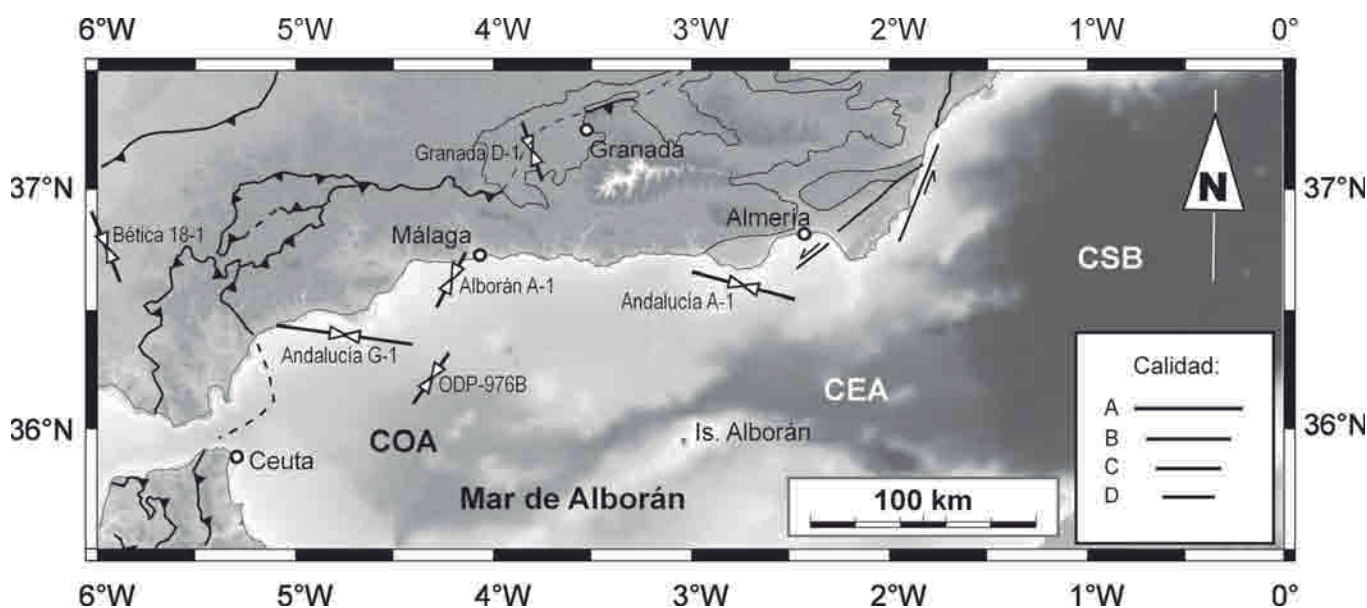 6°W 5°W 4°W 3°W 2°W 1°W 0°
Granada D-1
Granada
37°N 37°N
N
Almería
Bética 18-1
Málaga
CSB
Alborán A-1
Andalucía A-1
Andalucía G-1
Calidad:
ODP-976B
CEA
A
B
C
D
36°N 36°N
COA
Is. Alborán
Ceuta
Mar de Alborán
100 km
6°W 5°W 4°W 3°W 2°W 1°W 0°